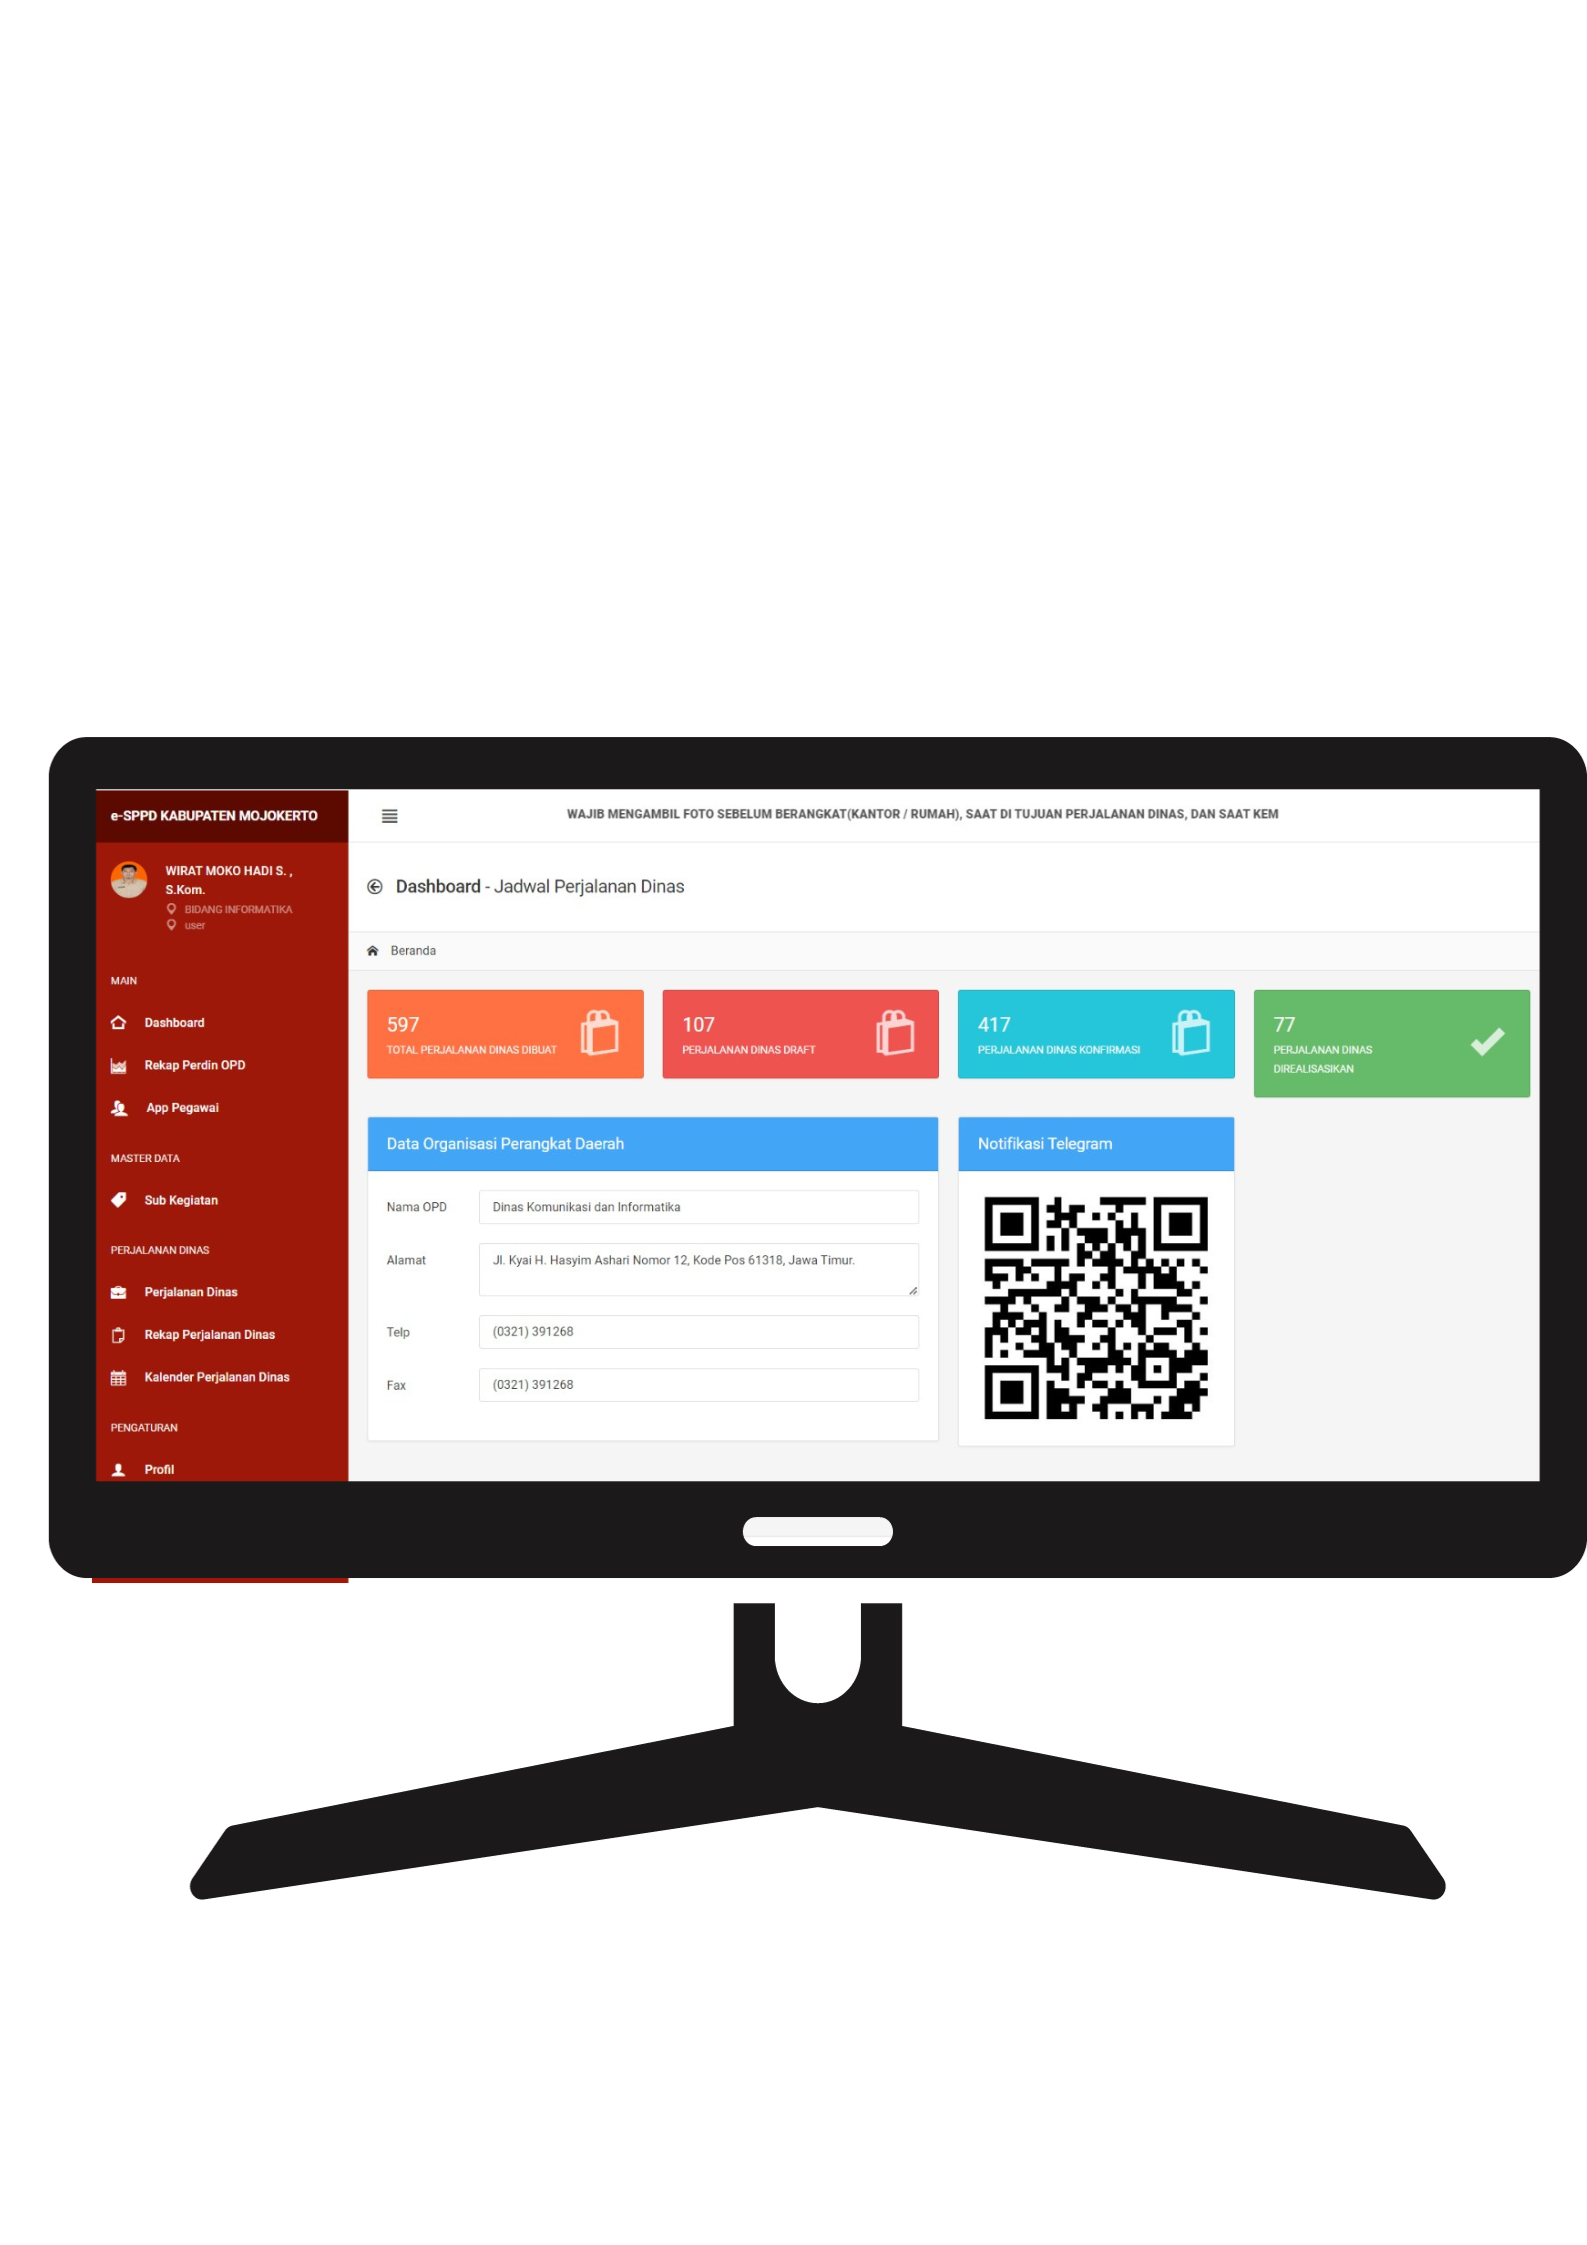 e-SPPD KABUPATEN MOJOKERTO
WIRAT MOKO HADI S. ,
S.Kom.
BIDANG INFORMATIKA
user
MAIN
Dashboard
Rekap Perdin OPD
App Pegawai
MASTER DATA
Sub Kegiatan
PERJALANAN DINAS
Perjalanan Dinas
Rekap Perjalanan Dinas
Kalender Perjalanan Dinas
PENGATURAN
Profil
WAJIB MENGAMBIL FOTO SEBELUM BERANGKAT(KANTOR / RUMAH), SAAT DI TUJUAN PERJALANAN DINAS, DAN SAAT KEM
Dashboard - Jadwal Perjalanan Dinas
Beranda
597
TOTAL PERJALANAN DINAS DIBUAT
107
PERJALANAN DINAS DRAFT
417
PERJALANAN DINAS KONFIRMASI
77
PERJALANAN DINAS
DIREALISASIKAN
Data Organisasi Perangkat Daerah
Nama OPD Dinas Komunikasi dan Informatika
Alamat Jl. Kyai H. Hasyim Ashari Nomor 12, Kode Pos 61318, Jawa Timur.
Telp (0321) 391268
Fax (0321) 391268
Notifikasi Telegram